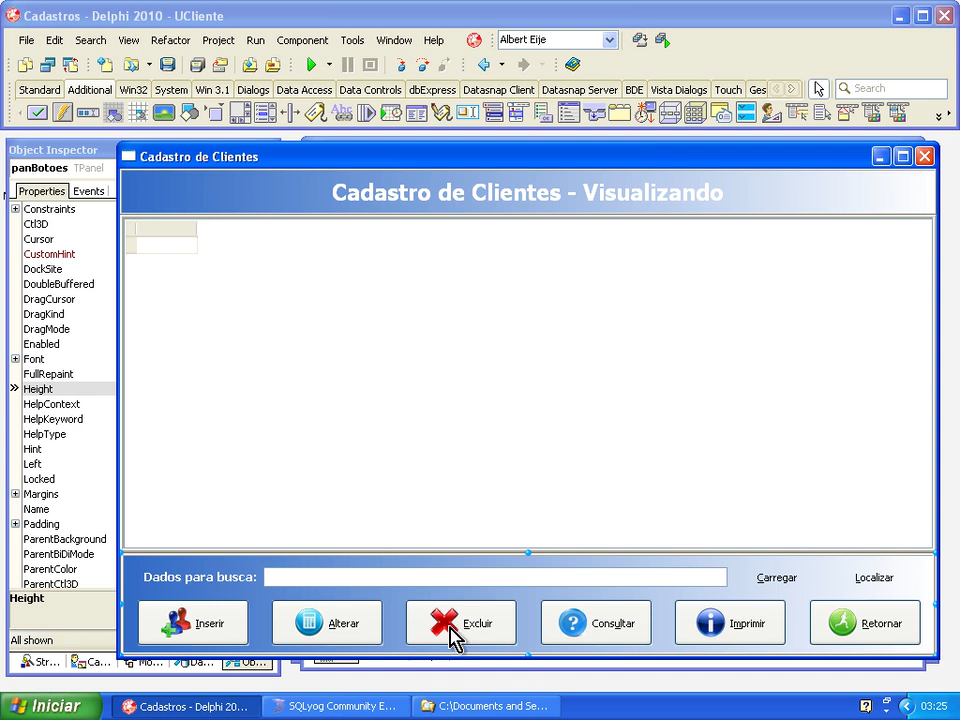 Cadastros - Delphi 2010 - UCliente
File Edit Search View Refactor Project Run Component Tools Window Help Albert Eije
Standard Additional Win32 System Win 3.1 Dialogs Data Access Data Controls dbExpress Datasnap Client Datasnap Server BDE Vista Dialogs Touch Ges Search
Object Inspector
panBotoes TPanel
Properties Events
Constraints
Ctl3D
Cursor
CustomHint
DockSite
DoubleBuffered
DragCursor
DragKind
DragMode
Enabled
Font
FullRepaint
Height
HelpContext
HelpKeyword
HelpType
Hint
Left
Locked
Margins
Name
Padding
ParentBackground
ParentBiDiMode
ParentColor
ParentCtl3D
Height
All shown
Str... Ca... Mo... Da... Ob...
Cadastro de Clientes
Cadastro de Clientes - Visualizando
Dados para busca: Carregar Localizar
Inserir Alterar Excluir Consultar Imprimir Retornar
Iniciar Cadastros - Delphi 20... SQLyog Community E... C:\Documents and Se... 03:25